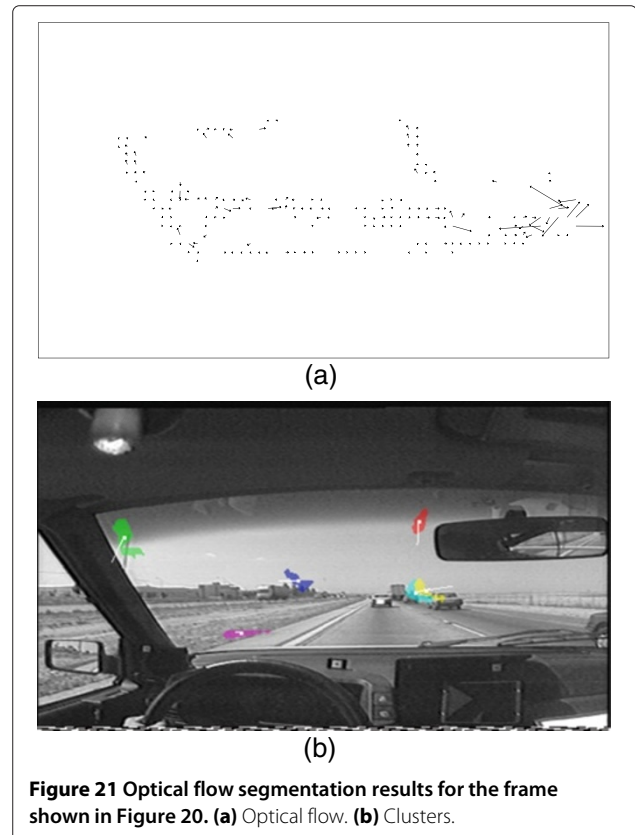 (a)
(b)
Figure 21 Optical flow segmentation results for the frame
shown in Figure 20. (a) Optical flow. (b) Clusters.